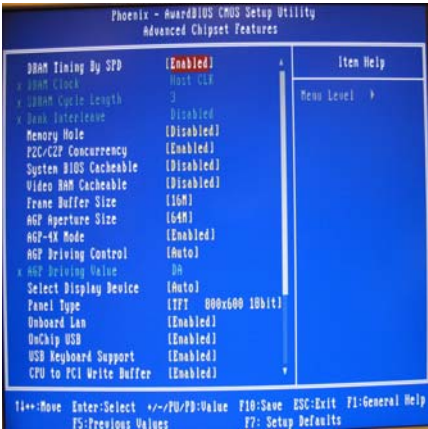 Phoenix - AwardBIOS CMOS Setup Utility
Advanced Chipset Features
DRAM Timing By SPD [Enabled]
x DRAM Clock Host CLK
x SDRAM Cycle Length 3
x Bank Interleave Disabled
Memory Hole [Disabled]
P2C/C2P Concurrency [Enabled]
System BIOS Cacheable [Disabled]
Video RAM Cacheable [Disabled]
Frame Buffer Size [16M]
AGP Aperture Size [64M]
AGP-4X Mode [Enabled]
AGP Driving Control [Auto]
x AGP Driving Value DA
Select Display Device [Auto]
Panel Type [TFT 800x600 18bit]
Onboard Lan [Enabled]
OnChip USB [Enabled]
USB Keyboard Support [Enabled]
CPU to PCI Write Buffer [Enabled]
Item Help
Menu Level ▸
↑↓→←:Move Enter:Select +/-/PU/PD:Value F10:Save ESC:Exit F1:General Help
F5:Previous Values F7: Setup Defaults